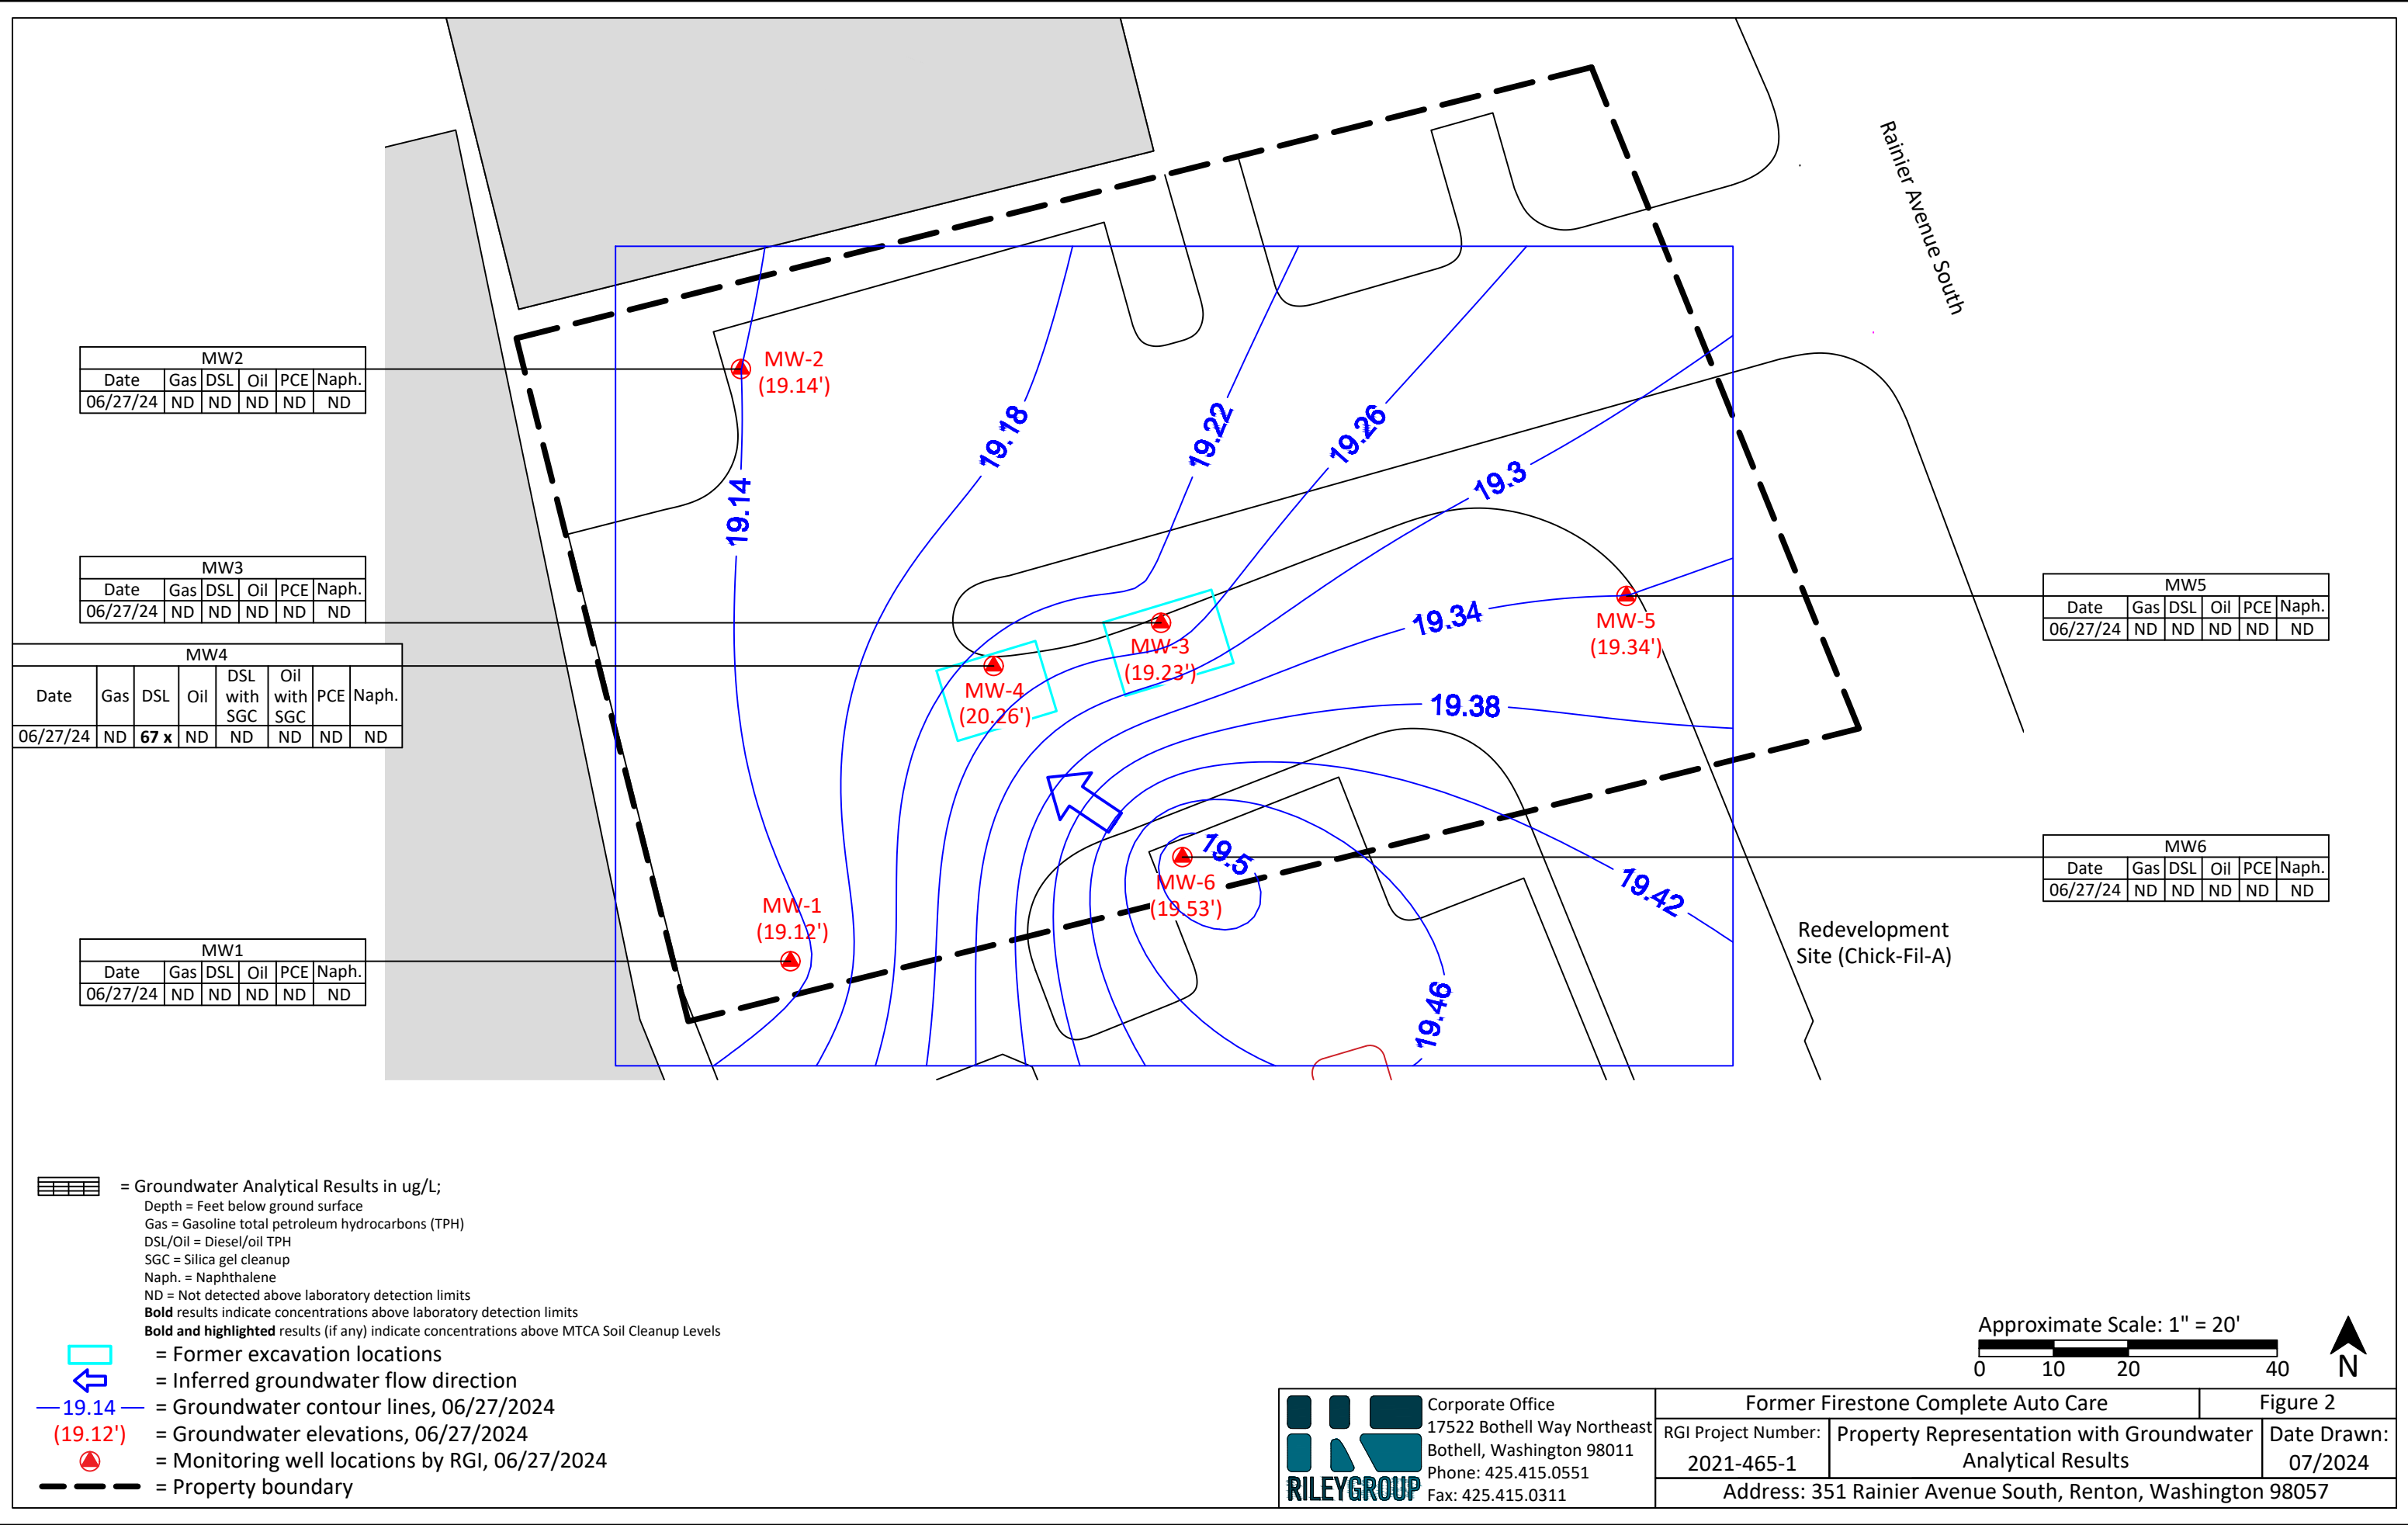 Rainier Avenue South
MW2
Date Gas DSL Oil PCE Naph.
06/27/24 ND ND ND ND ND
MW-2
(19.14')
19.18
19.22
19.26
19.3
19.14
MW3
Date Gas DSL Oil PCE Naph.
06/27/24 ND ND ND ND ND
MW4
Date Gas DSL Oil DSL with SGC Oil with SGC PCE Naph.
06/27/24 ND 67 x ND ND ND ND ND
MW-3
(19.23')
MW-4
(20.26')
19.34
MW-5
(19.34')
MW5
Date Gas DSL Oil PCE Naph.
06/27/24 ND ND ND ND ND
19.38
19.5
MW-6
(19.53')
19.42
MW6
Date Gas DSL Oil PCE Naph.
06/27/24 ND ND ND ND ND
MW-1
(19.12')
MW1
Date Gas DSL Oil PCE Naph.
06/27/24 ND ND ND ND ND
19.46
Redevelopment
Site (Chick-Fil-A)
= Groundwater Analytical Results in ug/L;
Depth = Feet below ground surface
Gas = Gasoline total petroleum hydrocarbons (TPH)
DSL/Oil = Diesel/oil TPH
SGC = Silica gel cleanup
Naph. = Naphthalene
ND = Not detected above laboratory detection limits
Bold results indicate concentrations above laboratory detection limits
Bold and highlighted results (if any) indicate concentrations above MTCA Soil Cleanup Levels
= Former excavation locations
= Inferred groundwater flow direction
19.14 = Groundwater contour lines, 06/27/2024
(19.12') = Groundwater elevations, 06/27/2024
= Monitoring well locations by RGI, 06/27/2024
= Property boundary
Approximate Scale: 1" = 20'
0 10 20 40
N
RILEYGROUP
Corporate Office
17522 Bothell Way Northeast
Bothell, Washington 98011
Phone: 425.415.0551
Fax: 425.415.0311
Former Firestone Complete Auto Care
Figure 2
RGI Project Number:
2021-465-1
Property Representation with Groundwater
Analytical Results
Date Drawn:
07/2024
Address: 351 Rainier Avenue South, Renton, Washington 98057